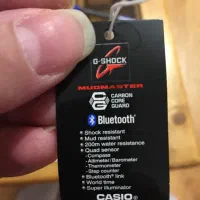 G-SHOCK
MUDMASTER
CARBON
CORE
GUARD
Bluetooth®
• Shock resistant
• Mud resistant
• 200m water resistance
• Quad sensor
-Compass
-Altimeter/Barometer
-Thermometer
-Step counter
• Bluetooth® link
• World time
• Super Illuminator
CASIO